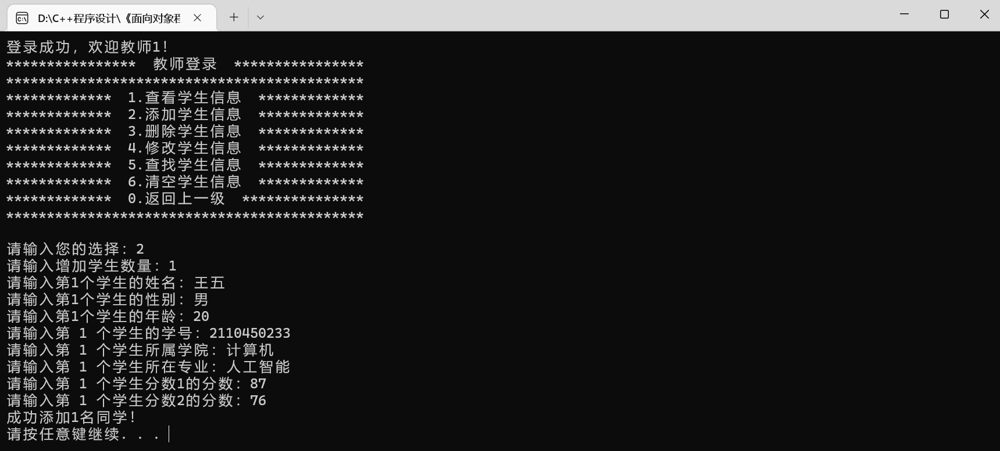 D:\C++程序设计\《面向对象程
登录成功，欢迎教师1！
****************  教师登录  ****************
********************************************
*************  1.查看学生信息  *************
*************  2.添加学生信息  *************
*************  3.删除学生信息  *************
*************  4.修改学生信息  *************
*************  5.查找学生信息  *************
*************  6.清空学生信息  *************
*************  0.返回上一级  ***************
********************************************
请输入您的选择：2
请输入增加学生数量：1
请输入第1个学生的姓名：王五
请输入第1个学生的性别：男
请输入第1个学生的年龄：20
请输入第 1 个学生的学号：2110450233
请输入第 1 个学生所属学院：计算机
请输入第 1 个学生所在专业：人工智能
请输入第 1 个学生分数1的分数：87
请输入第 1 个学生分数2的分数：76
成功添加1名同学！
请按任意键继续. . .